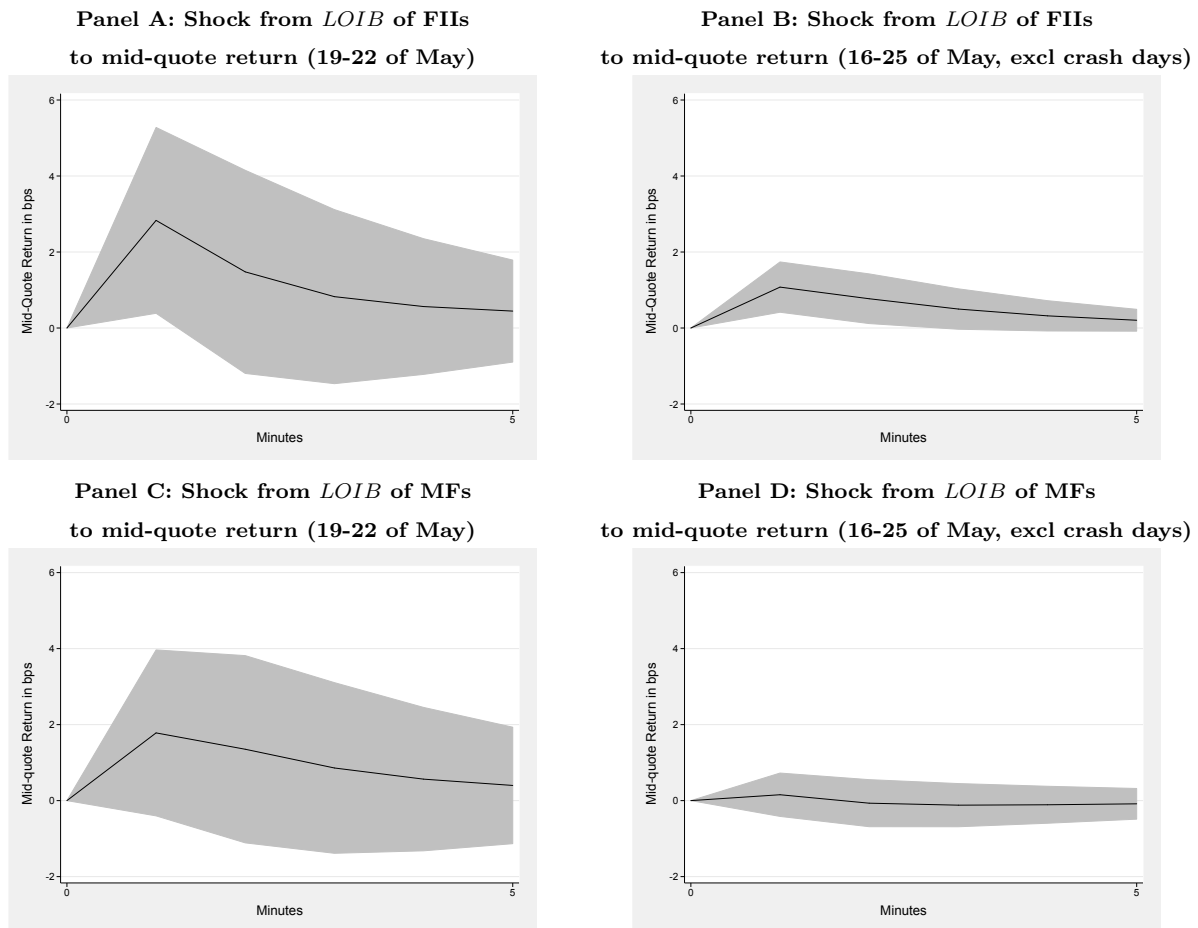 Panel A: Shock from LOIB of FIIs
to mid-quote return (19-22 of May)
6
4
2
0
-2
Mid-Quote Return in bps
0
5
Minutes
Panel B: Shock from LOIB of FIIs
to mid-quote return (16-25 of May, excl crash days)
6
4
2
0
-2
Mid-Quote Return in bps
0
5
Minutes
Panel C: Shock from LOIB of MFs
to mid-quote return (19-22 of May)
6
4
2
0
-2
Mid-quote Return in bps
0
5
Minutes
Panel D: Shock from LOIB of MFs
to mid-quote return (16-25 of May, excl crash days)
6
4
2
0
-2
Mid-quote Return in bps
0
5
Minutes